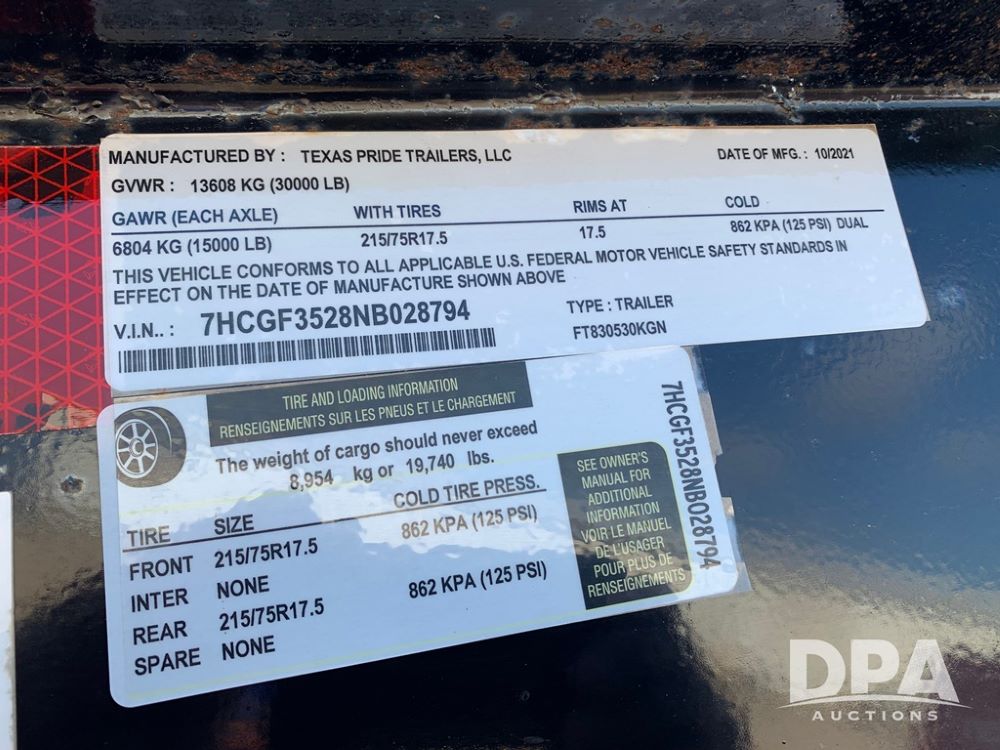 MANUFACTURED BY : TEXAS PRIDE TRAILERS, LLC DATE OF MFG. : 10/2021
GVWR : 13608 KG (30000 LB)
GAWR (EACH AXLE) WITH TIRES RIMS AT COLD
6804 KG (15000 LB) 215/75R17.5 17.5 862 KPA (125 PSI) DUAL
THIS VEHICLE CONFORMS TO ALL APPLICABLE U.S. FEDERAL MOTOR VEHICLE SAFETY STANDARDS IN
EFFECT ON THE DATE OF MANUFACTURE SHOWN ABOVE
V.I.N.. : 7HCGF3528NB028794 TYPE : TRAILER
FT830530KGN
TIRE AND LOADING INFORMATION
RENSEIGNEMENTS SUR LES PNEUS ET LE CHARGEMENT
The weight of cargo should never exceed
8,954 kg or 19,740 lbs.
TIRE SIZE COLD TIRE PRESS.
FRONT 215/75R17.5 862 KPA (125 PSI)
INTER NONE
REAR 215/75R17.5 862 KPA (125 PSI)
SPARE NONE
SEE OWNER'S
MANUAL FOR
ADDITIONAL
INFORMATION
VOIR LE MANUEL
DE L'USAGER
POUR PLUS DE
RENSEIGNEMENTS
7HCGF3528NB028794
DPA
AUCTIONS